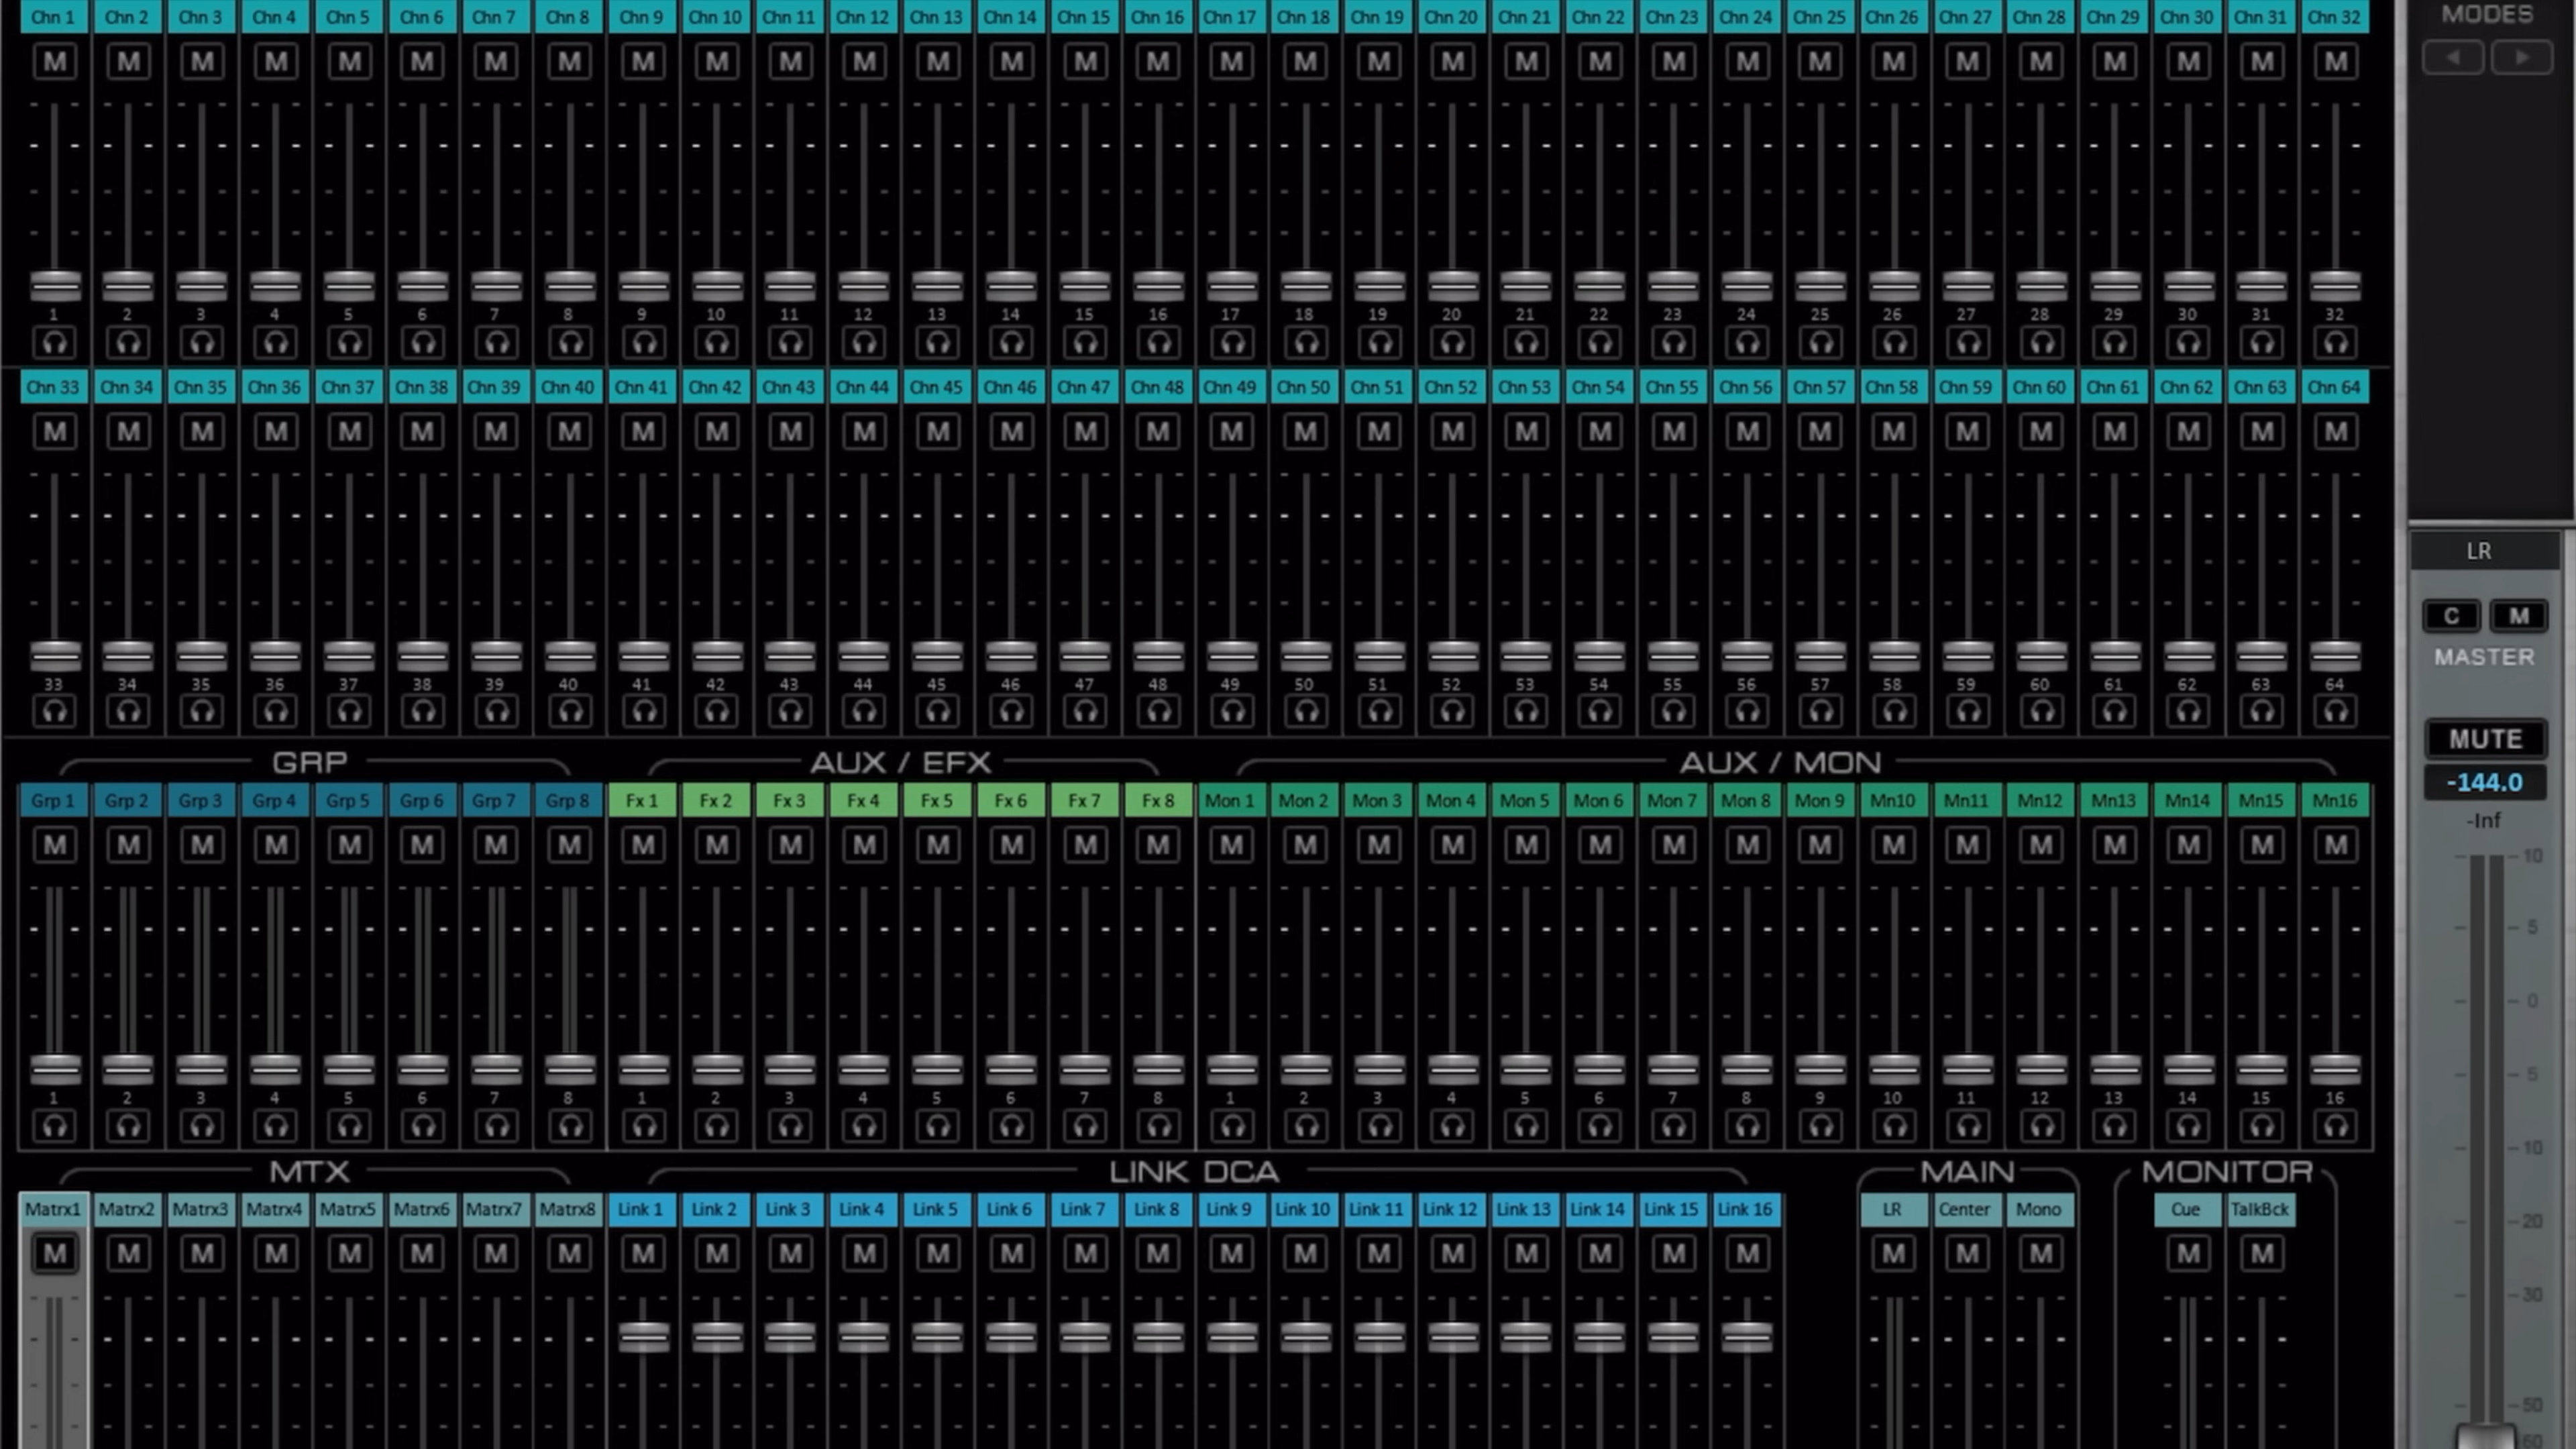 Chn 1 Chn 2 Chn 3 Chn 4 Chn 5 Chn 6 Chn 7 Chn 8 Chn 9 Chn 10 Chn 11 Chn 12 Chn 13 Chn 14 Chn 15 Chn 16 Chn 17 Chn 18 Chn 19 Chn 20 Chn 21 Chn 22 Chn 23 Chn 24 Chn 25 Chn 26 Chn 27 Chn 28 Chn 29 Chn 30 Chn 31 Chn 32
M M M M M M M M M M M M M M M M M M M M M M M M M M M M M M M M
1 2 3 4 5 6 7 8 9 10 11 12 13 14 15 16 17 18 19 20 21 22 23 24 25 26 27 28 29 30 31 32
Chn 33 Chn 34 Chn 35 Chn 36 Chn 37 Chn 38 Chn 39 Chn 40 Chn 41 Chn 42 Chn 43 Chn 44 Chn 45 Chn 46 Chn 47 Chn 48 Chn 49 Chn 50 Chn 51 Chn 52 Chn 53 Chn 54 Chn 55 Chn 56 Chn 57 Chn 58 Chn 59 Chn 60 Chn 61 Chn 62 Chn 63 Chn 64
M M M M M M M M M M M M M M M M M M M M M M M M M M M M M M M M
33 34 35 36 37 38 39 40 41 42 43 44 45 46 47 48 49 50 51 52 53 54 55 56 57 58 59 60 61 62 63 64
GRP AUX / EFX AUX / MON
Grp 1 Grp 2 Grp 3 Grp 4 Grp 5 Grp 6 Grp 7 Grp 8 Fx 1 Fx 2 Fx 3 Fx 4 Fx 5 Fx 6 Fx 7 Fx 8 Mon 1 Mon 2 Mon 3 Mon 4 Mon 5 Mon 6 Mon 7 Mon 8 Mon 9 Mn10 Mn11 Mn12 Mn13 Mn14 Mn15 Mn16
M M M M M M M M M M M M M M M M M M M M M M M M M M M M M M M M
1 2 3 4 5 6 7 8 1 2 3 4 5 6 7 8 1 2 3 4 5 6 7 8 9 10 11 12 13 14 15 16
MTX LINK DCA MAIN MONITOR
Matrx1 Matrx2 Matrx3 Matrx4 Matrx5 Matrx6 Matrx7 Matrx8 Link 1 Link 2 Link 3 Link 4 Link 5 Link 6 Link 7 Link 8 Link 9 Link 10 Link 11 Link 12 Link 13 Link 14 Link 15 Link 16 LR Center Mono Cue TalkBck
M M M M M M M M M M M M M M M M M M M M M M M M M M M M M
MODES
LR
C M
MASTER
MUTE
-144.0
-Inf
10
5
0
5
10
20
30
50
60